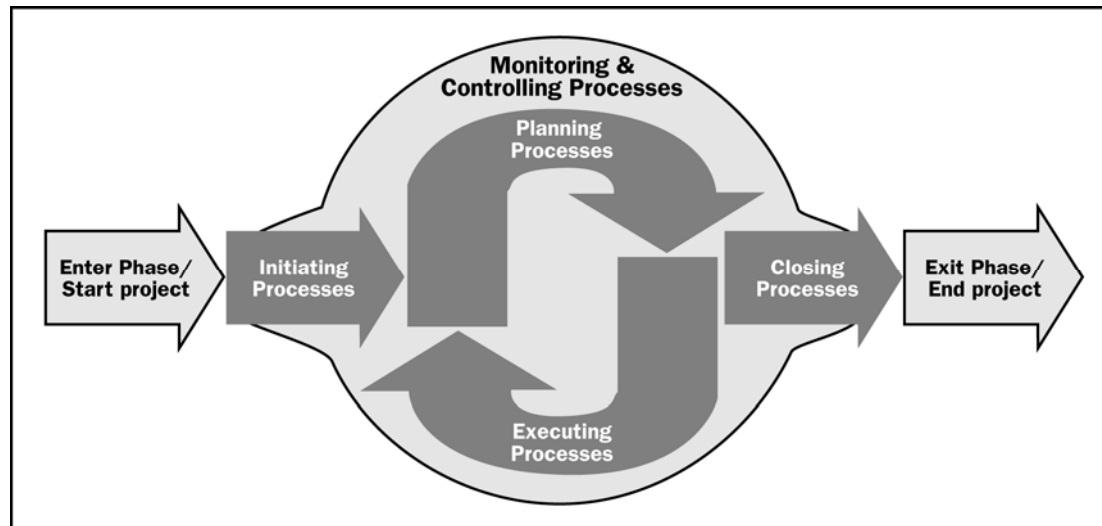 Monitoring &
Controlling Processes
Planning
Processes
Enter Phase/
Start project
Initiating
Processes
Closing
Processes
Exit Phase/
End project
Executing
Processes